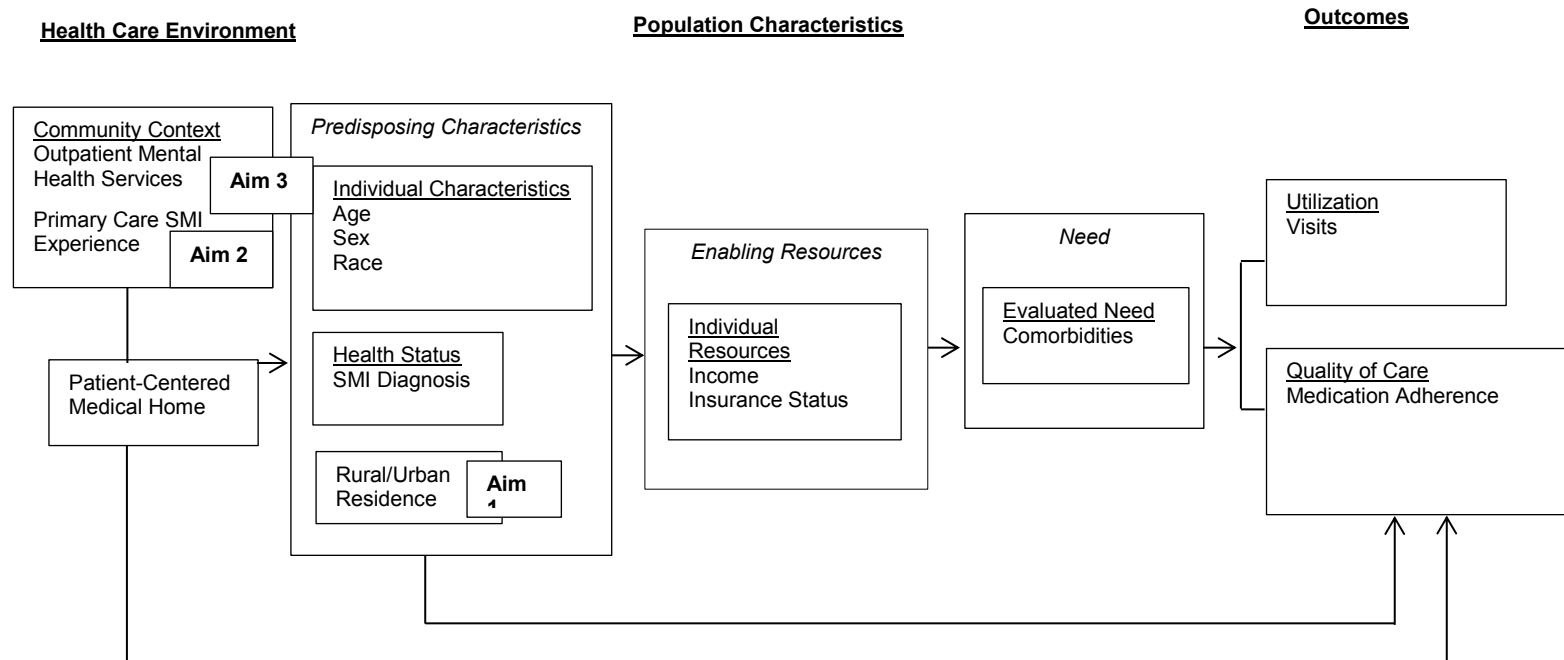 Health Care Environment
Population Characteristics
Outcomes
Community Context
Outpatient Mental
Health Services
Primary Care SMI
Experience
Aim 3
Aim 2
Patient-Centered
Medical Home
Predisposing Characteristics
Individual Characteristics
Age
Sex
Race
Health Status
SMI Diagnosis
Rural/Urban
Residence
Aim
1
Enabling Resources
Individual
Resources
Income
Insurance Status
Need
Evaluated Need
Comorbidities
Utilization
Visits
Quality of Care
Medication Adherence